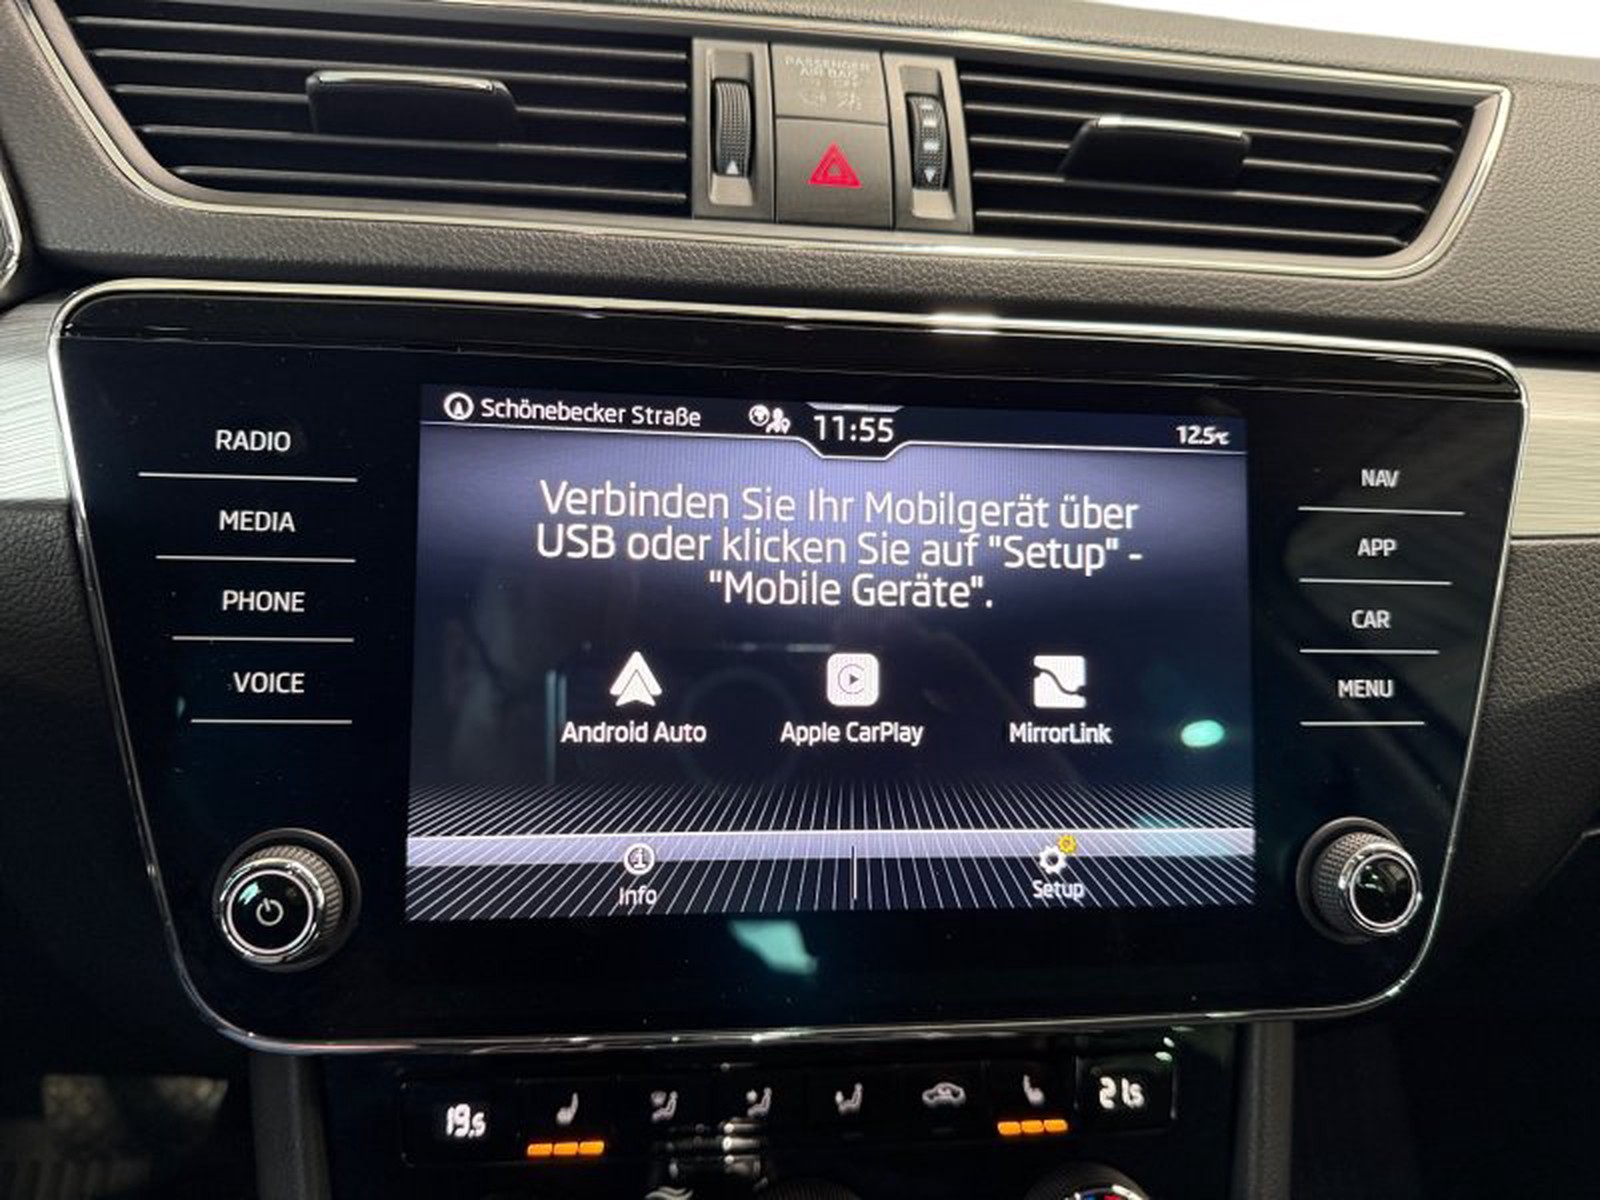 PASSENGER
AIR BAG
RADIO
MEDIA
PHONE
VOICE
Schönebecker Straße
11:55
12.5°C
Verbinden Sie Ihr Mobilgerät über
USB oder klicken Sie auf "Setup" -
"Mobile Geräte".
Android Auto
Apple CarPlay
MirrorLink
Info
Setup
NAV
APP
CAR
MENU
19.5
21.5